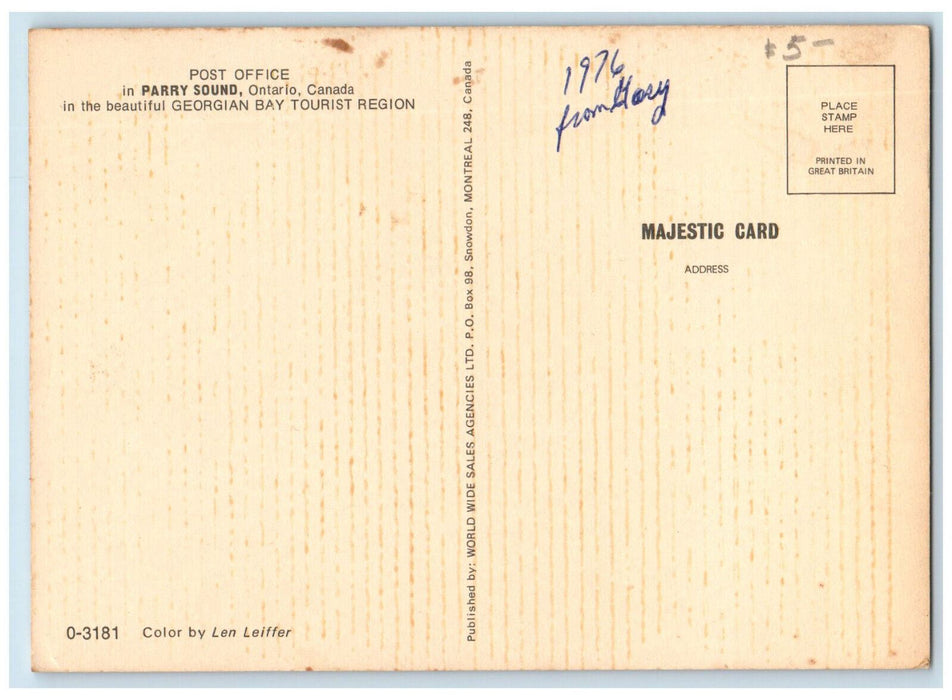 POST OFFICE
in PARRY SOUND, Ontario, Canada
in the beautiful GEORGIAN BAY TOURIST REGION
O-3181 Color by Len Leiffer
Published by: WORLD WIDE SALES AGENCIES LTD. P.O. Box 98, Snowdon, MONTREAL 248, Canada
1976
from Gary
$5-
PLACE
STAMP
HERE
PRINTED IN
GREAT BRITAIN
MAJESTIC CARD
ADDRESS